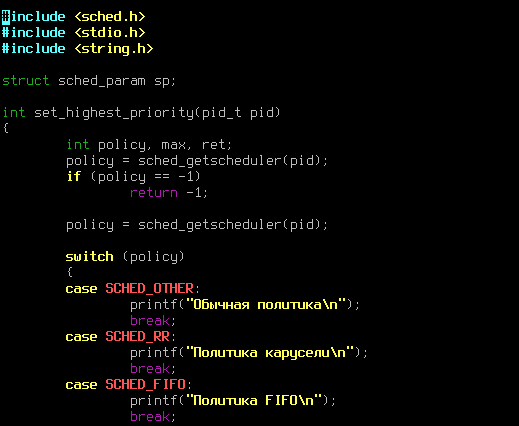 #include <sched.h>
#include <stdio.h>
#include <string.h>
struct sched_param sp;
int set_highest_priority(pid_t pid)
{
int policy, max, ret;
policy = sched_getscheduler(pid);
if (policy == -1)
return -1;
policy = sched_getscheduler(pid);
switch (policy)
{
case SCHED_OTHER:
printf("Обычная политика\n");
break;
case SCHED_RR:
printf("Политика карусели\n");
break;
case SCHED_FIFO:
printf("Политика FIFO\n");
break;